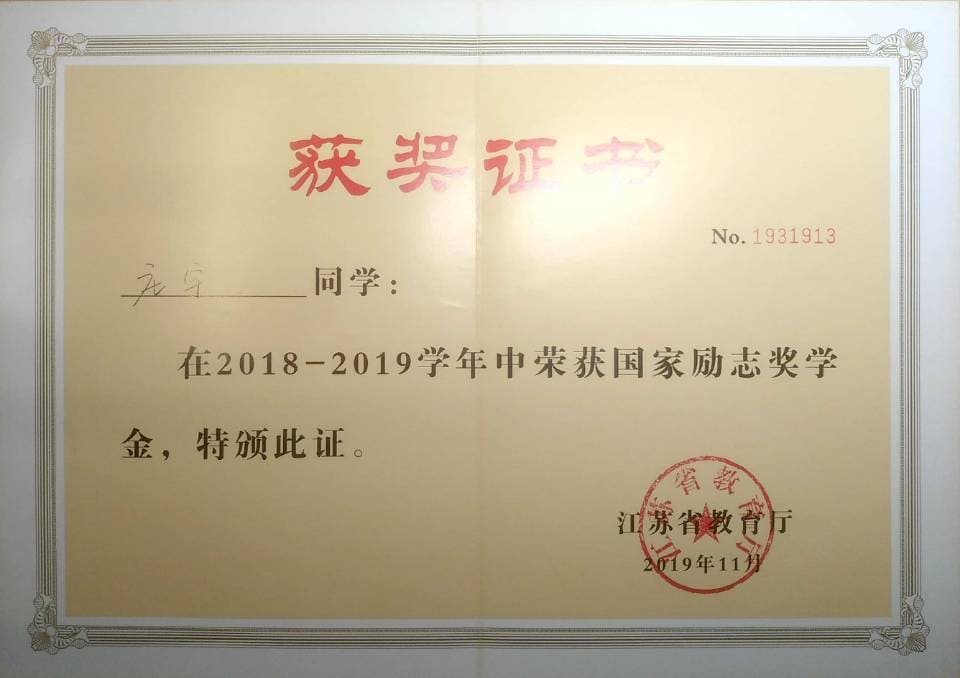 获奖证书
No. 1931913
同学：
在2018-2019学年中荣获国家励志奖学
金，特颁此证。
江苏省教育厅
江苏省教育厅
2019年11月